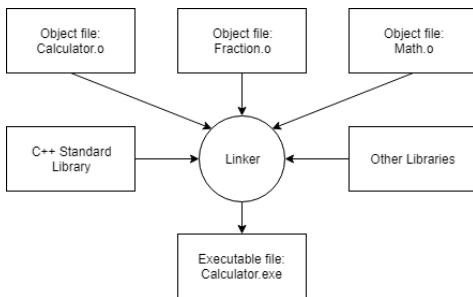 Object file:
Calculator.o
Object file:
Fraction.o
Object file:
Math.o
C++ Standard
Library
Linker
Other Libraries
Executable file:
Calculator.exe